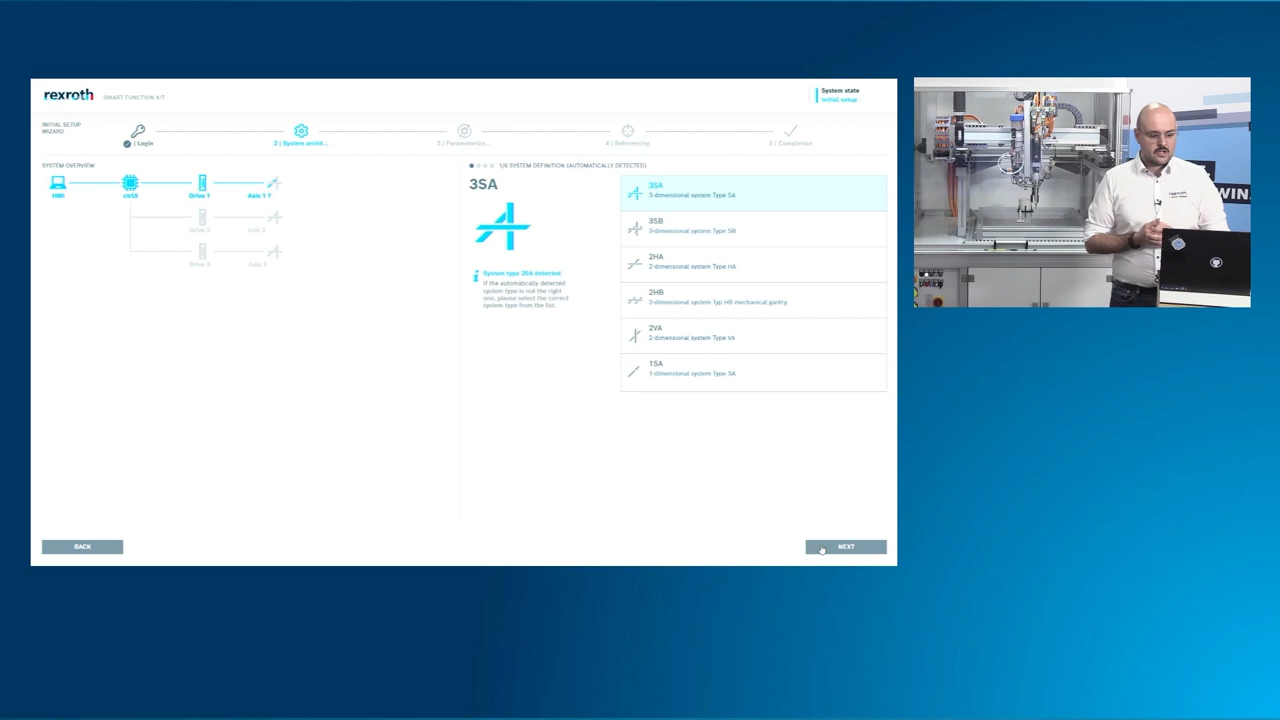 rexroth
SMART FUNCTION KIT
System state
Initial setup
INITIAL SETUP
WIZARD
1 | Login
2 | System archit...
3 | Parameteriza...
4 | Referencing
5 | Completion
SYSTEM OVERVIEW
HMI
ctrlX
Drive 1
Axis 1 ?
Drive 2
Axis 2
Drive 3
Axis 3
1/6 SYSTEM DEFINITION (AUTOMATICALLY DETECTED)
3SA
System type 3SA detected
If the automatically detected
system type is not the right
one, please select the correct
system type from the list.
3SA
3-dimensional system Type SA
3SB
3-dimensional system Type SB
2HA
2-dimensional system Type HA
2HB
2-dimensional system Typ HB mechanical gantry
2VA
2-dimensional system Type VA
1SA
1-dimensional system Type SA
BACK
NEXT
WIN.